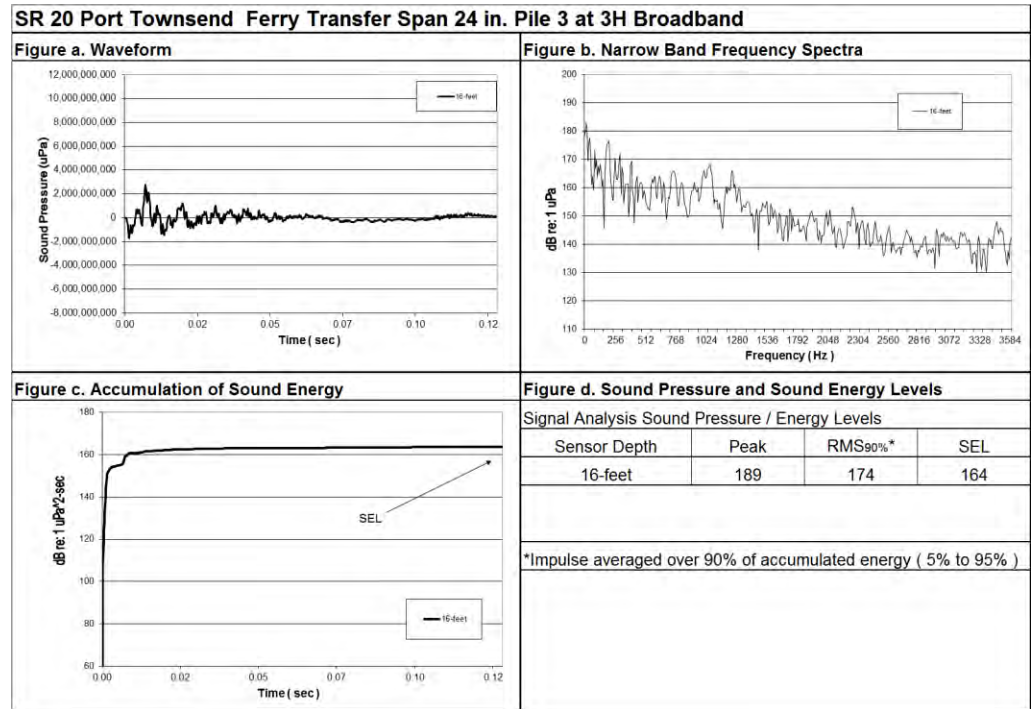 SR 20 Port Townsend Ferry Transfer Span 24 in. Pile 3 at 3H Broadband
Figure a. Waveform
12,000,000,000
10,000,000,000
8,000,000,000
6,000,000,000
4,000,000,000
2,000,000,000
0
-2,000,000,000
-4,000,000,000
-6,000,000,000
-8,000,000,000
Sound Pressure (uPa)
16-feet
0.00 0.02 0.05 0.07 0.10 0.12
Time ( sec )
Figure b. Narrow Band Frequency Spectra
200
190
180
170
160
150
140
130
120
110
dB re: 1 uPa
16-feet
0 256 512 768 1024 1280 1536 1792 2048 2304 2560 2816 3072 3328 3584
Frequency ( Hz )
Figure c. Accumulation of Sound Energy
180
160
140
120
100
80
60
dB re: 1 uPa^2-sec
SEL
16-feet
0.00 0.02 0.05 0.07 0.10 0.12
Time ( sec )
Figure d. Sound Pressure and Sound Energy Levels
Signal Analysis Sound Pressure / Energy Levels
Sensor Depth Peak RMS90%* SEL
16-feet 189 174 164
*Impulse averaged over 90% of accumulated energy ( 5% to 95% )